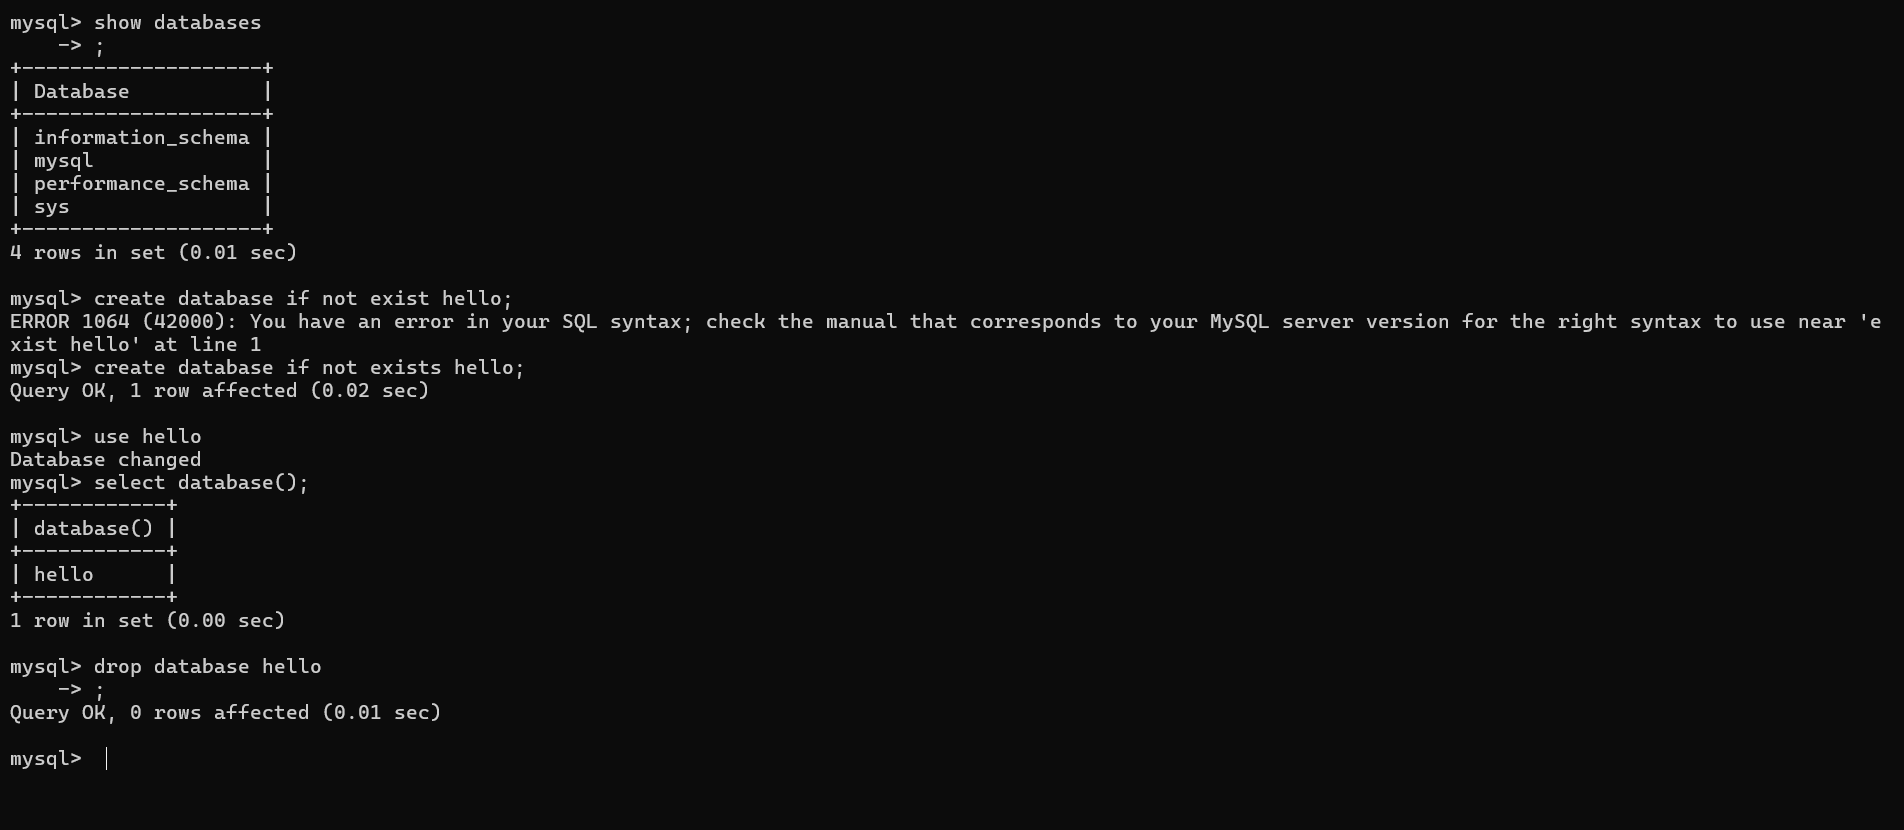 mysql> show databases
    -> ;
+--------------------+
| Database           |
+--------------------+
| information_schema |
| mysql              |
| performance_schema |
| sys                |
+--------------------+
4 rows in set (0.01 sec)

mysql> create database if not exist hello;
ERROR 1064 (42000): You have an error in your SQL syntax; check the manual that corresponds to your MySQL server version for the right syntax to use near 'e
xist hello' at line 1
mysql> create database if not exists hello;
Query OK, 1 row affected (0.02 sec)

mysql> use hello
Database changed
mysql> select database();
+------------+
| database() |
+------------+
| hello      |
+------------+
1 row in set (0.00 sec)

mysql> drop database hello
    -> ;
Query OK, 0 rows affected (0.01 sec)

mysql>